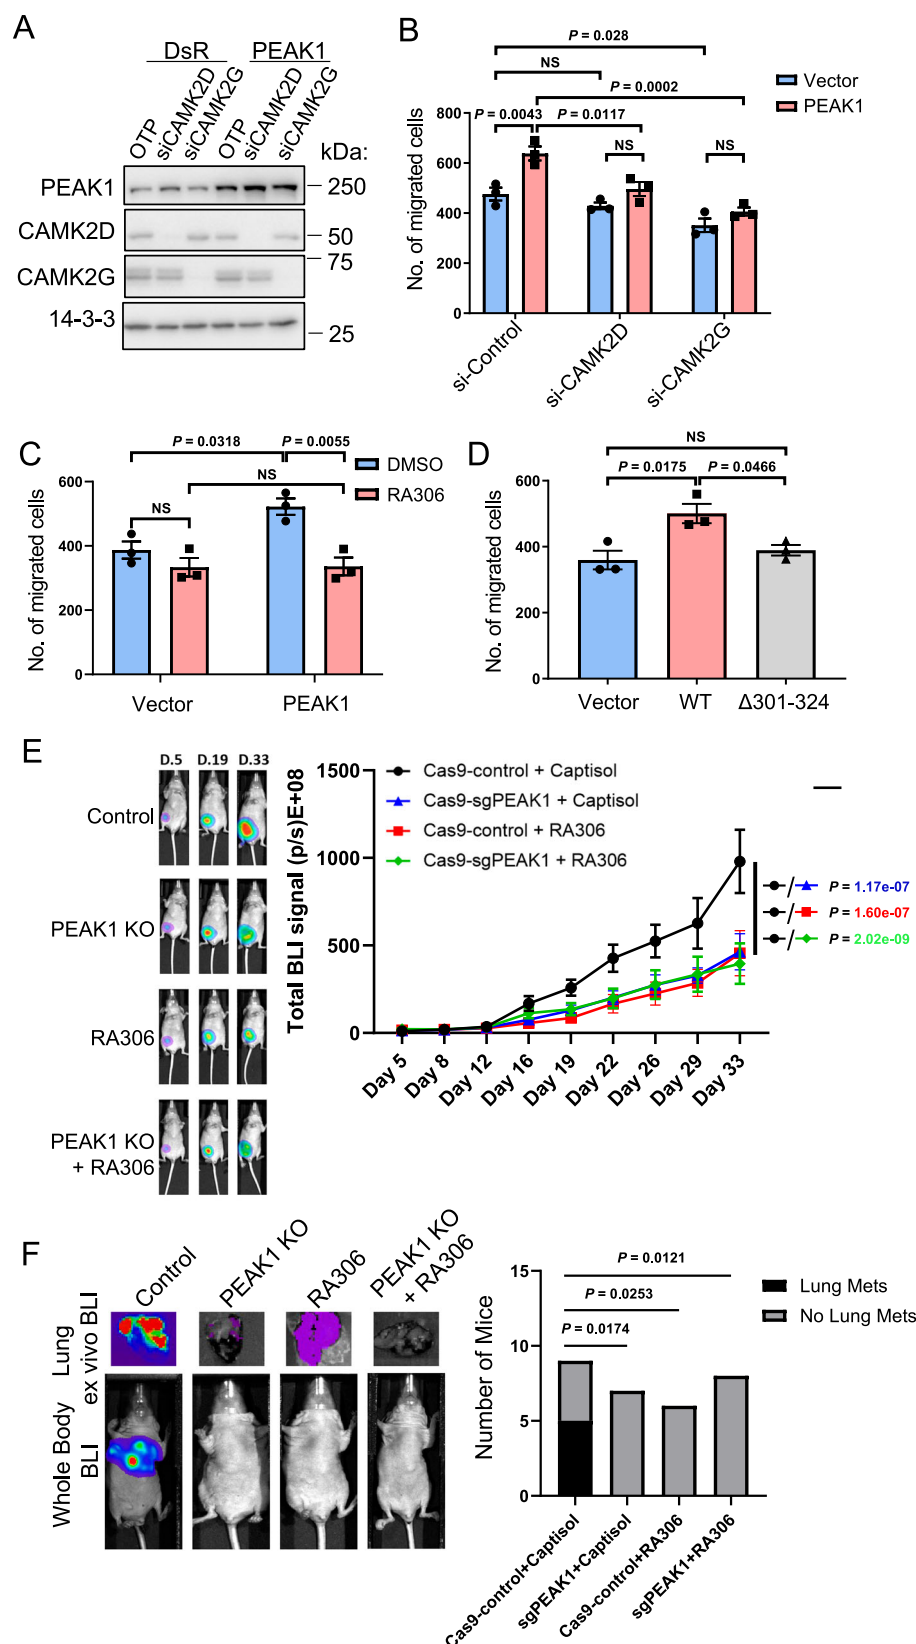 A
DsR PEAK1
OTP siCAMK2D siCAMK2G OTP siCAMK2D siCAMK2G
kDa:
PEAK1 250
CAMK2D 50
75
CAMK2G
14-3-3
25
B
P = 0.028
NS
Vector
PEAK1
P = 0.0002
P = 0.0043 P = 0.0117
NS NS
No. of migrated cells
800
600
400
200
0
si-Control si-CAMK2D si-CAMK2G
C
P = 0.0318 P = 0.0055
DMSO
RA306
NS
NS
No. of migrated cells
600
400
200
0
Vector PEAK1
D
NS
P = 0.0175 P = 0.0466
No. of migrated cells
600
400
200
0
Vector WT Δ301-324
E
D.5 D.19 D.33
Control
PEAK1 KO
RA306
PEAK1 KO
+ RA306
Total BLI signal (p/s)E+08
1500
1000
500
0
Cas9-control + Captisol
Cas9-sgPEAK1 + Captisol
Cas9-control + RA306
Cas9-sgPEAK1 + RA306
/ P = 1.17e-07
/ P = 1.60e-07
/ P = 2.02e-09
Day 5 Day 8 Day 12 Day 16 Day 19 Day 22 Day 26 Day 29 Day 33
F
Control PEAK1 KO RA306 PEAK1 KO
+ RA306
Lung
ex vivo BLI
Whole Body
BLI
Number of Mice
15
10
5
0
P = 0.0121
P = 0.0253
P = 0.0174
Lung Mets
No Lung Mets
Cas9-control+Captisol sgPEAK1+Captisol Cas9-control+RA306 sgPEAK1+RA306